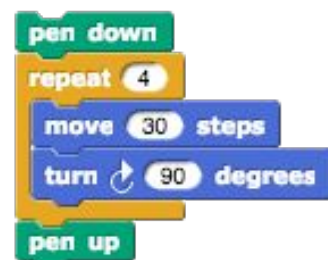 pen down
repeat 4
move 30 steps
turn 90 degrees
pen up